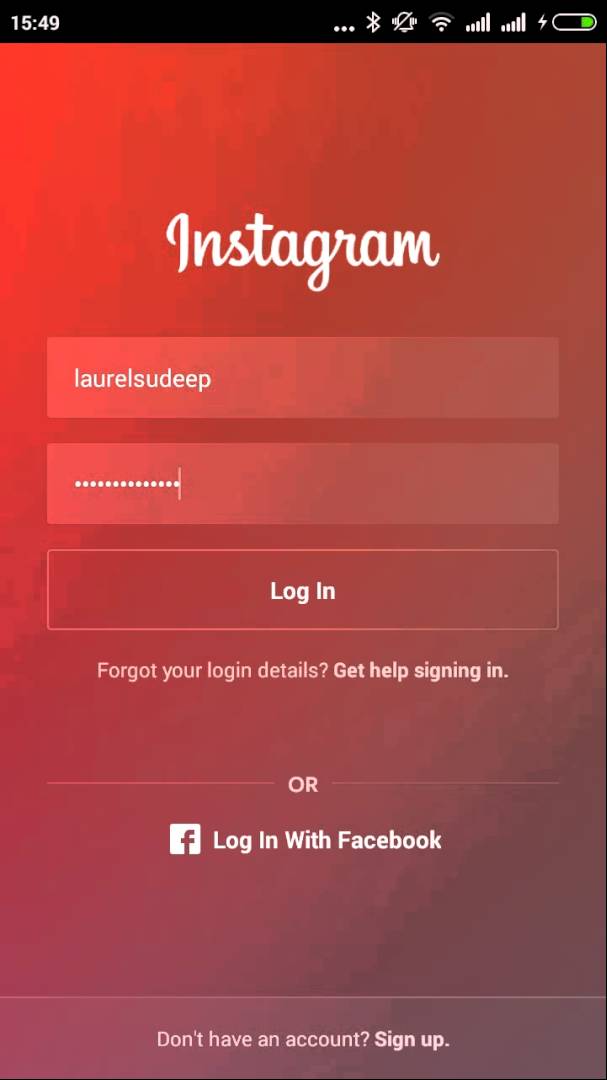 15:49
Instagram
laurelsudeep
••••••••••••••
Log In
Forgot your login details? Get help signing in.
OR
Log In With Facebook
Don't have an account? Sign up.